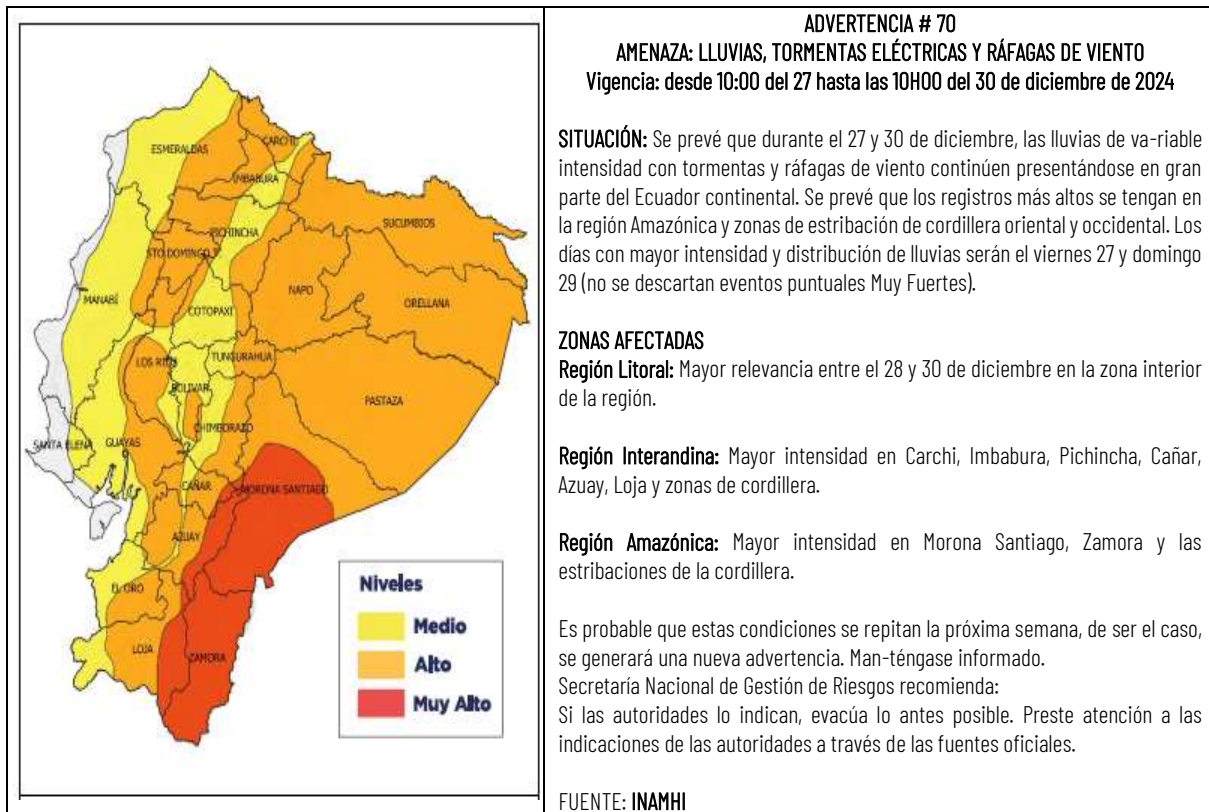 ESMERALDAS
CARCHI
IMBABURA
PICHINCHA
SUCUMBIOS
STO DOMINGO T.
NAPO
ORELLANA
MANABÍ
COTOPAXI
LOS RIOS
TUNGURAHUA
BOLIVAR
PASTAZA
CHIMBORAZO
SANTA ELENA
GUAYAS
CAÑAR
MORONA SANTIAGO
AZUAY
EL ORO
LOJA
ZAMORA
Niveles
Medio
Alto
Muy Alto
ADVERTENCIA # 70
AMENAZA: LLUVIAS, TORMENTAS ELÉCTRICAS Y RÁFAGAS DE VIENTO
Vigencia: desde 10:00 del 27 hasta las 10H00 del 30 de diciembre de 2024
SITUACIÓN: Se prevé que durante el 27 y 30 de diciembre, las lluvias de va-riable
intensidad con tormentas y ráfagas de viento continúen presentándose en gran
parte del Ecuador continental. Se prevé que los registros más altos se tengan en
la región Amazónica y zonas de estribación de cordillera oriental y occidental. Los
días con mayor intensidad y distribución de lluvias serán el viernes 27 y domingo
29 (no se descartan eventos puntuales Muy Fuertes).
ZONAS AFECTADAS
Región Litoral: Mayor relevancia entre el 28 y 30 de diciembre en la zona interior
de la región.
Región Interandina: Mayor intensidad en Carchi, Imbabura, Pichincha, Cañar,
Azuay, Loja y zonas de cordillera.
Región Amazónica: Mayor intensidad en Morona Santiago, Zamora y las
estribaciones de la cordillera.
Es probable que estas condiciones se repitan la próxima semana, de ser el caso,
se generará una nueva advertencia. Man-téngase informado.
Secretaría Nacional de Gestión de Riesgos recomienda:
Si las autoridades lo indican, evacúa lo antes posible. Preste atención a las
indicaciones de las autoridades a través de las fuentes oficiales.
FUENTE: INAMHI